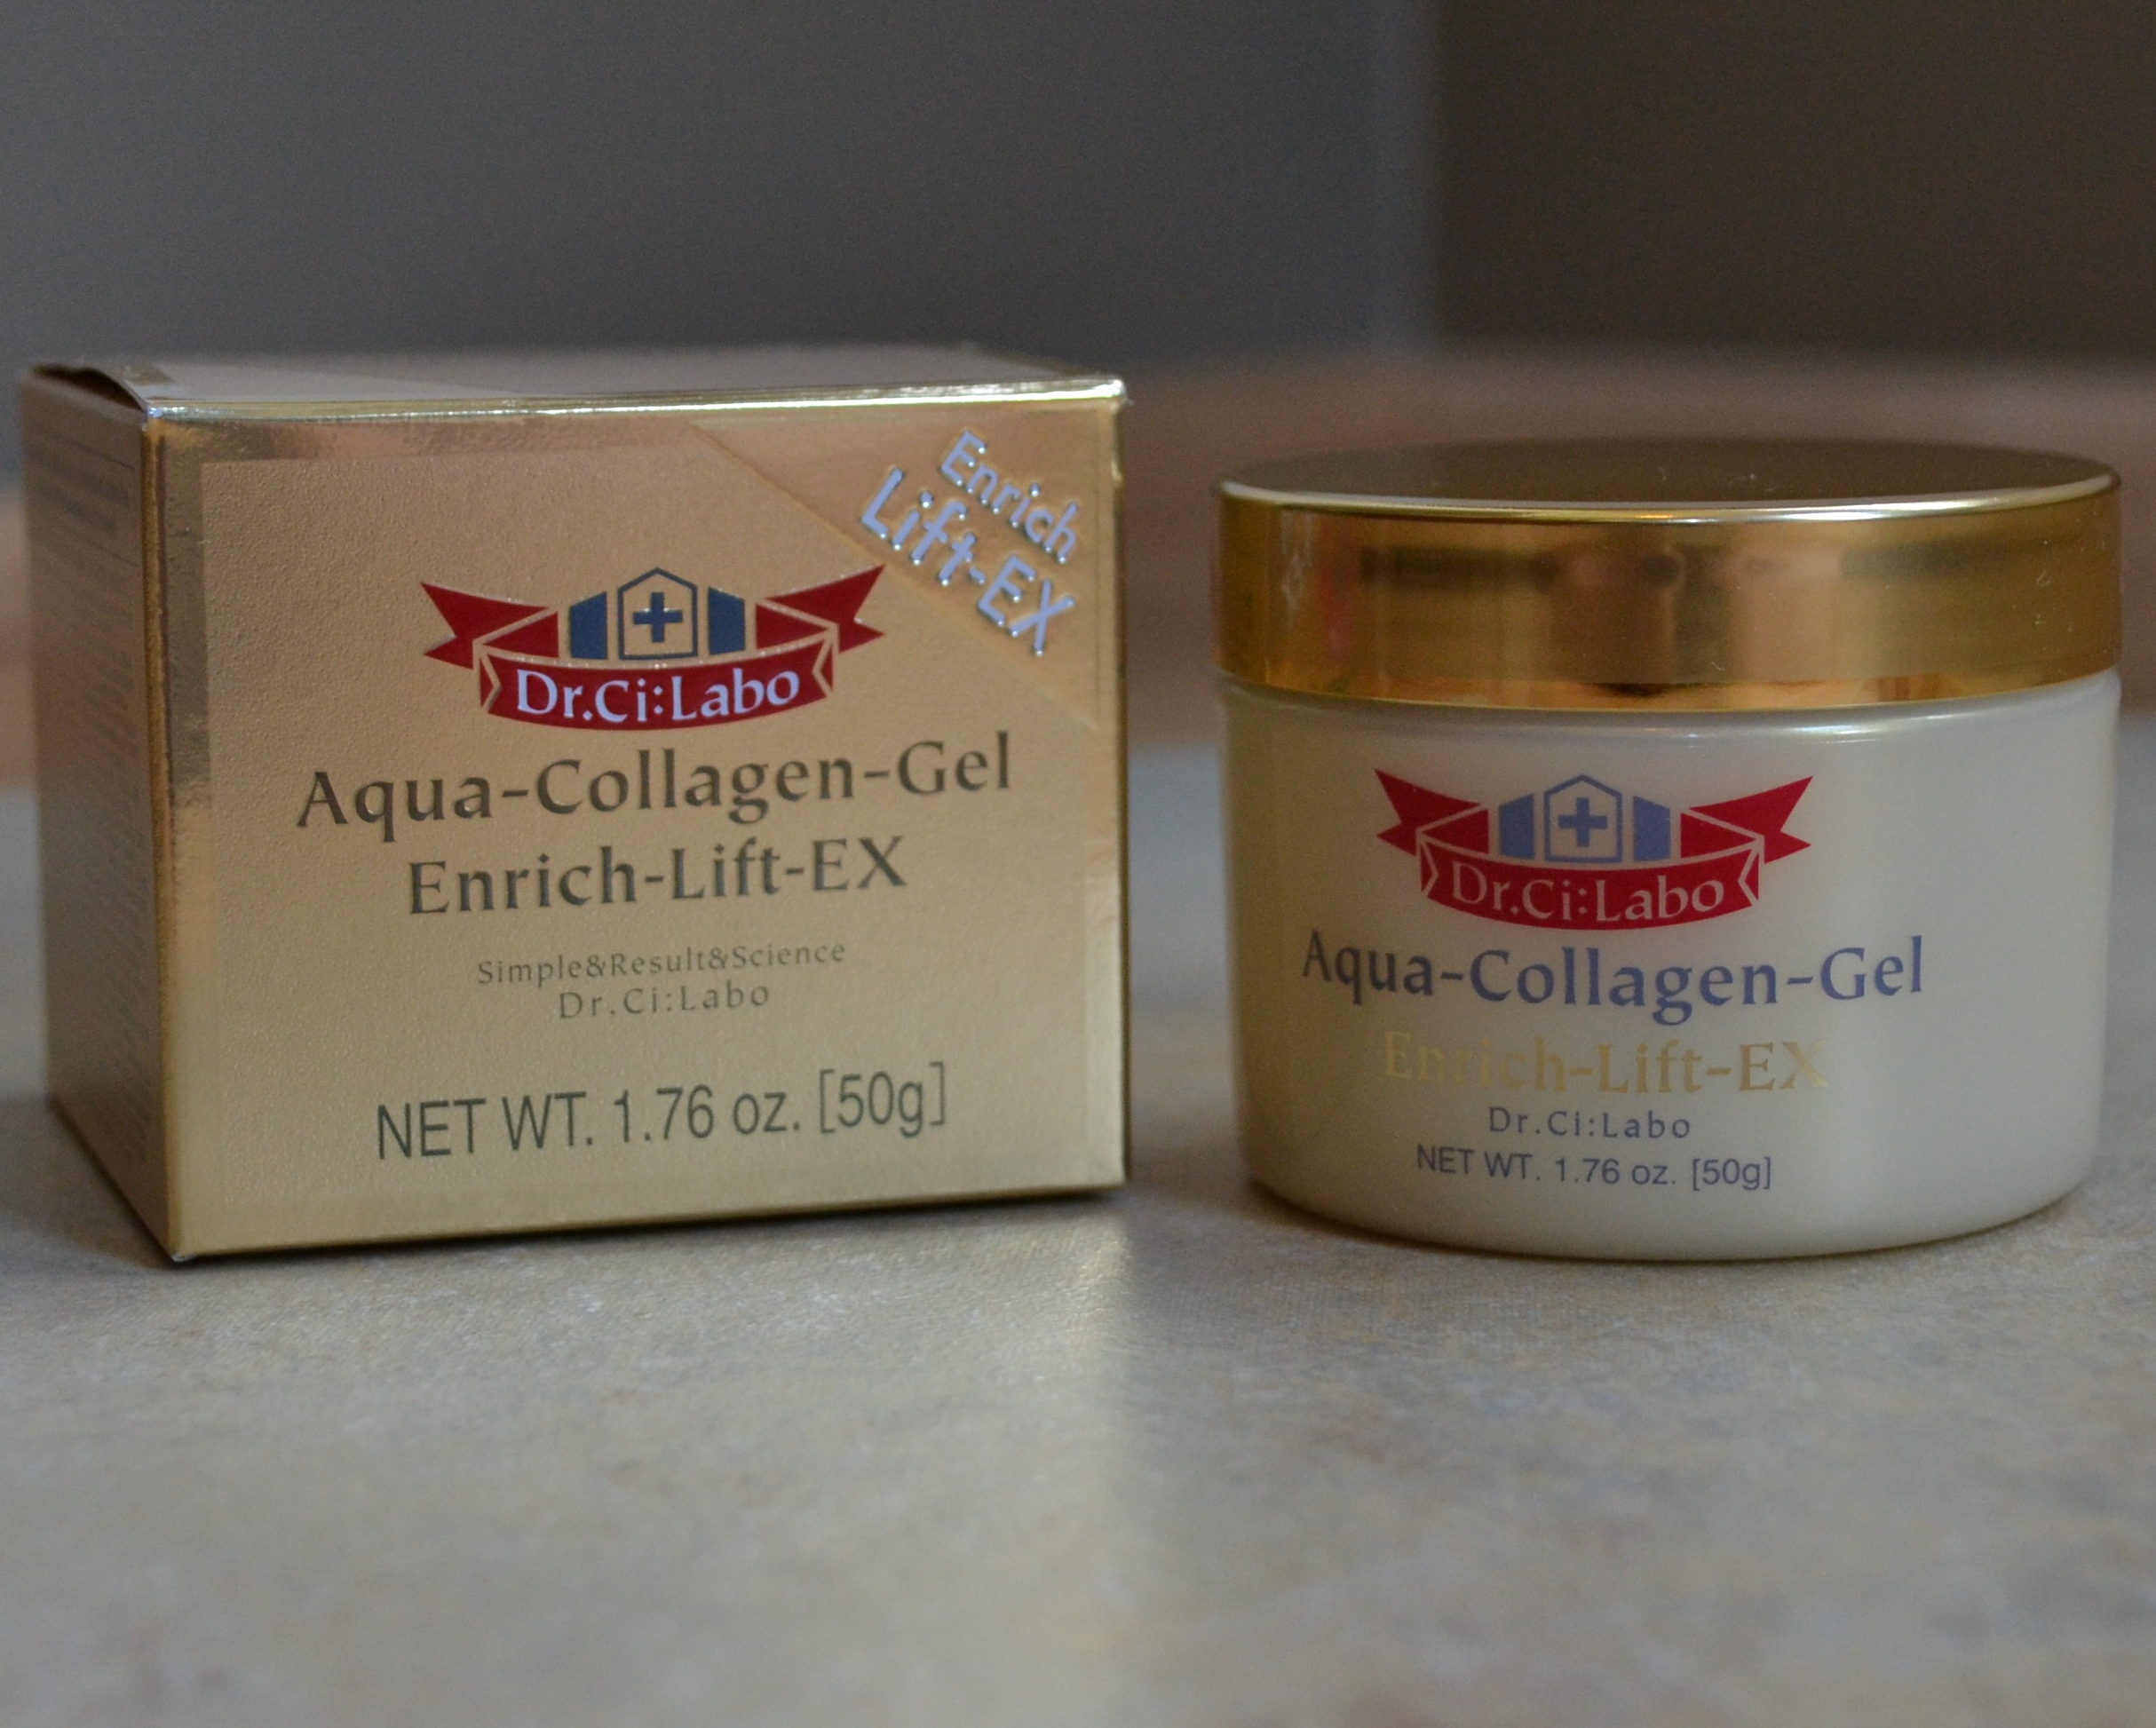 Enrich
Lift-EX
Dr.Ci:Labo
Aqua-Collagen-Gel
Enrich-Lift-EX
Simple&Result&Science
Dr.Ci:Labo
NET WT. 1.76 oz. [50g]
Dr.Ci:Labo
Aqua-Collagen-Gel
Enrich-Lift-EX
Dr.Ci:Labo
NET WT. 1.76 oz. [50g]